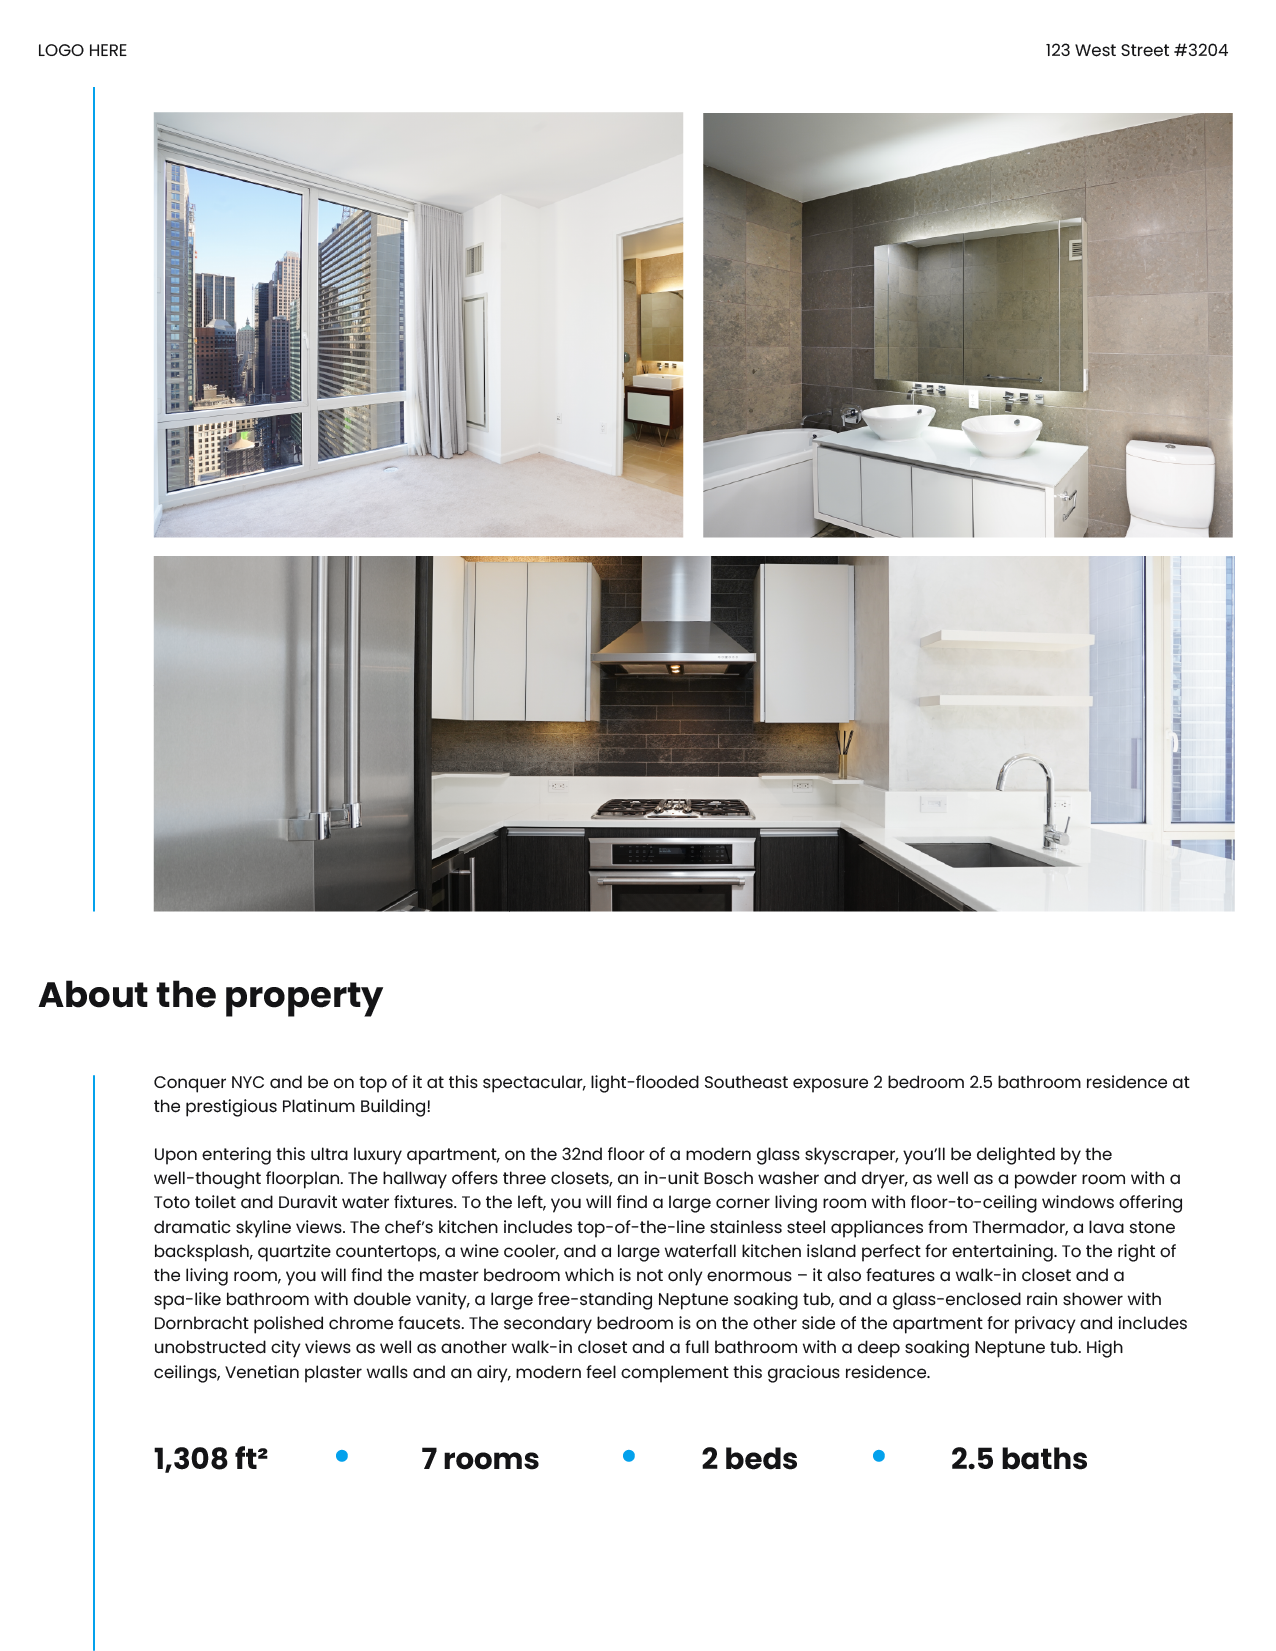 LOGO HERE
123 West Street #3204
About the property
Conquer NYC and be on top of it at this spectacular, light-flooded Southeast exposure 2 bedroom 2.5 bathroom residence at
the prestigious Platinum Building!
Upon entering this ultra luxury apartment, on the 32nd floor of a modern glass skyscraper, you’ll be delighted by the
well-thought floorplan. The hallway offers three closets, an in-unit Bosch washer and dryer, as well as a powder room with a
Toto toilet and Duravit water fixtures. To the left, you will find a large corner living room with floor-to-ceiling windows offering
dramatic skyline views. The chef’s kitchen includes top-of-the-line stainless steel appliances from Thermador, a lava stone
backsplash, quartzite countertops, a wine cooler, and a large waterfall kitchen island perfect for entertaining. To the right of
the living room, you will find the master bedroom which is not only enormous – it also features a walk-in closet and a
spa-like bathroom with double vanity, a large free-standing Neptune soaking tub, and a glass-enclosed rain shower with
Dornbracht polished chrome faucets. The secondary bedroom is on the other side of the apartment for privacy and includes
unobstructed city views as well as another walk-in closet and a full bathroom with a deep soaking Neptune tub. High
ceilings, Venetian plaster walls and an airy, modern feel complement this gracious residence.
1,308 ft² • 7 rooms • 2 beds • 2.5 baths